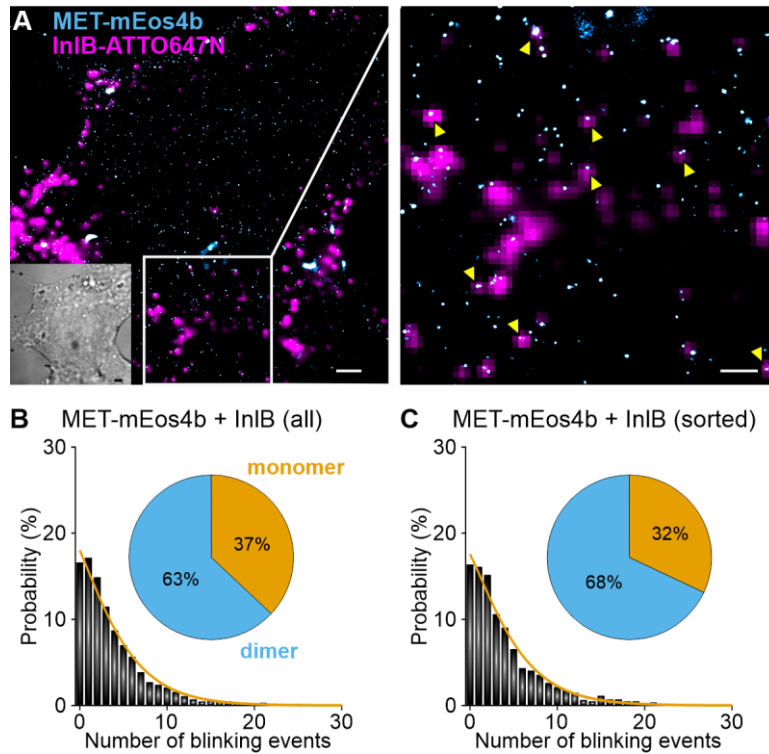 A
MET-mEos4b
InlB-ATTO647N
B MET-mEos4b + InlB (all)
30
20
10
0
Probability (%)
monomer
37%
63%
dimer
0 10 20 30
Number of blinking events
C MET-mEos4b + InlB (sorted)
30
20
10
0
Probability (%)
32%
68%
0 10 20 30
Number of blinking events